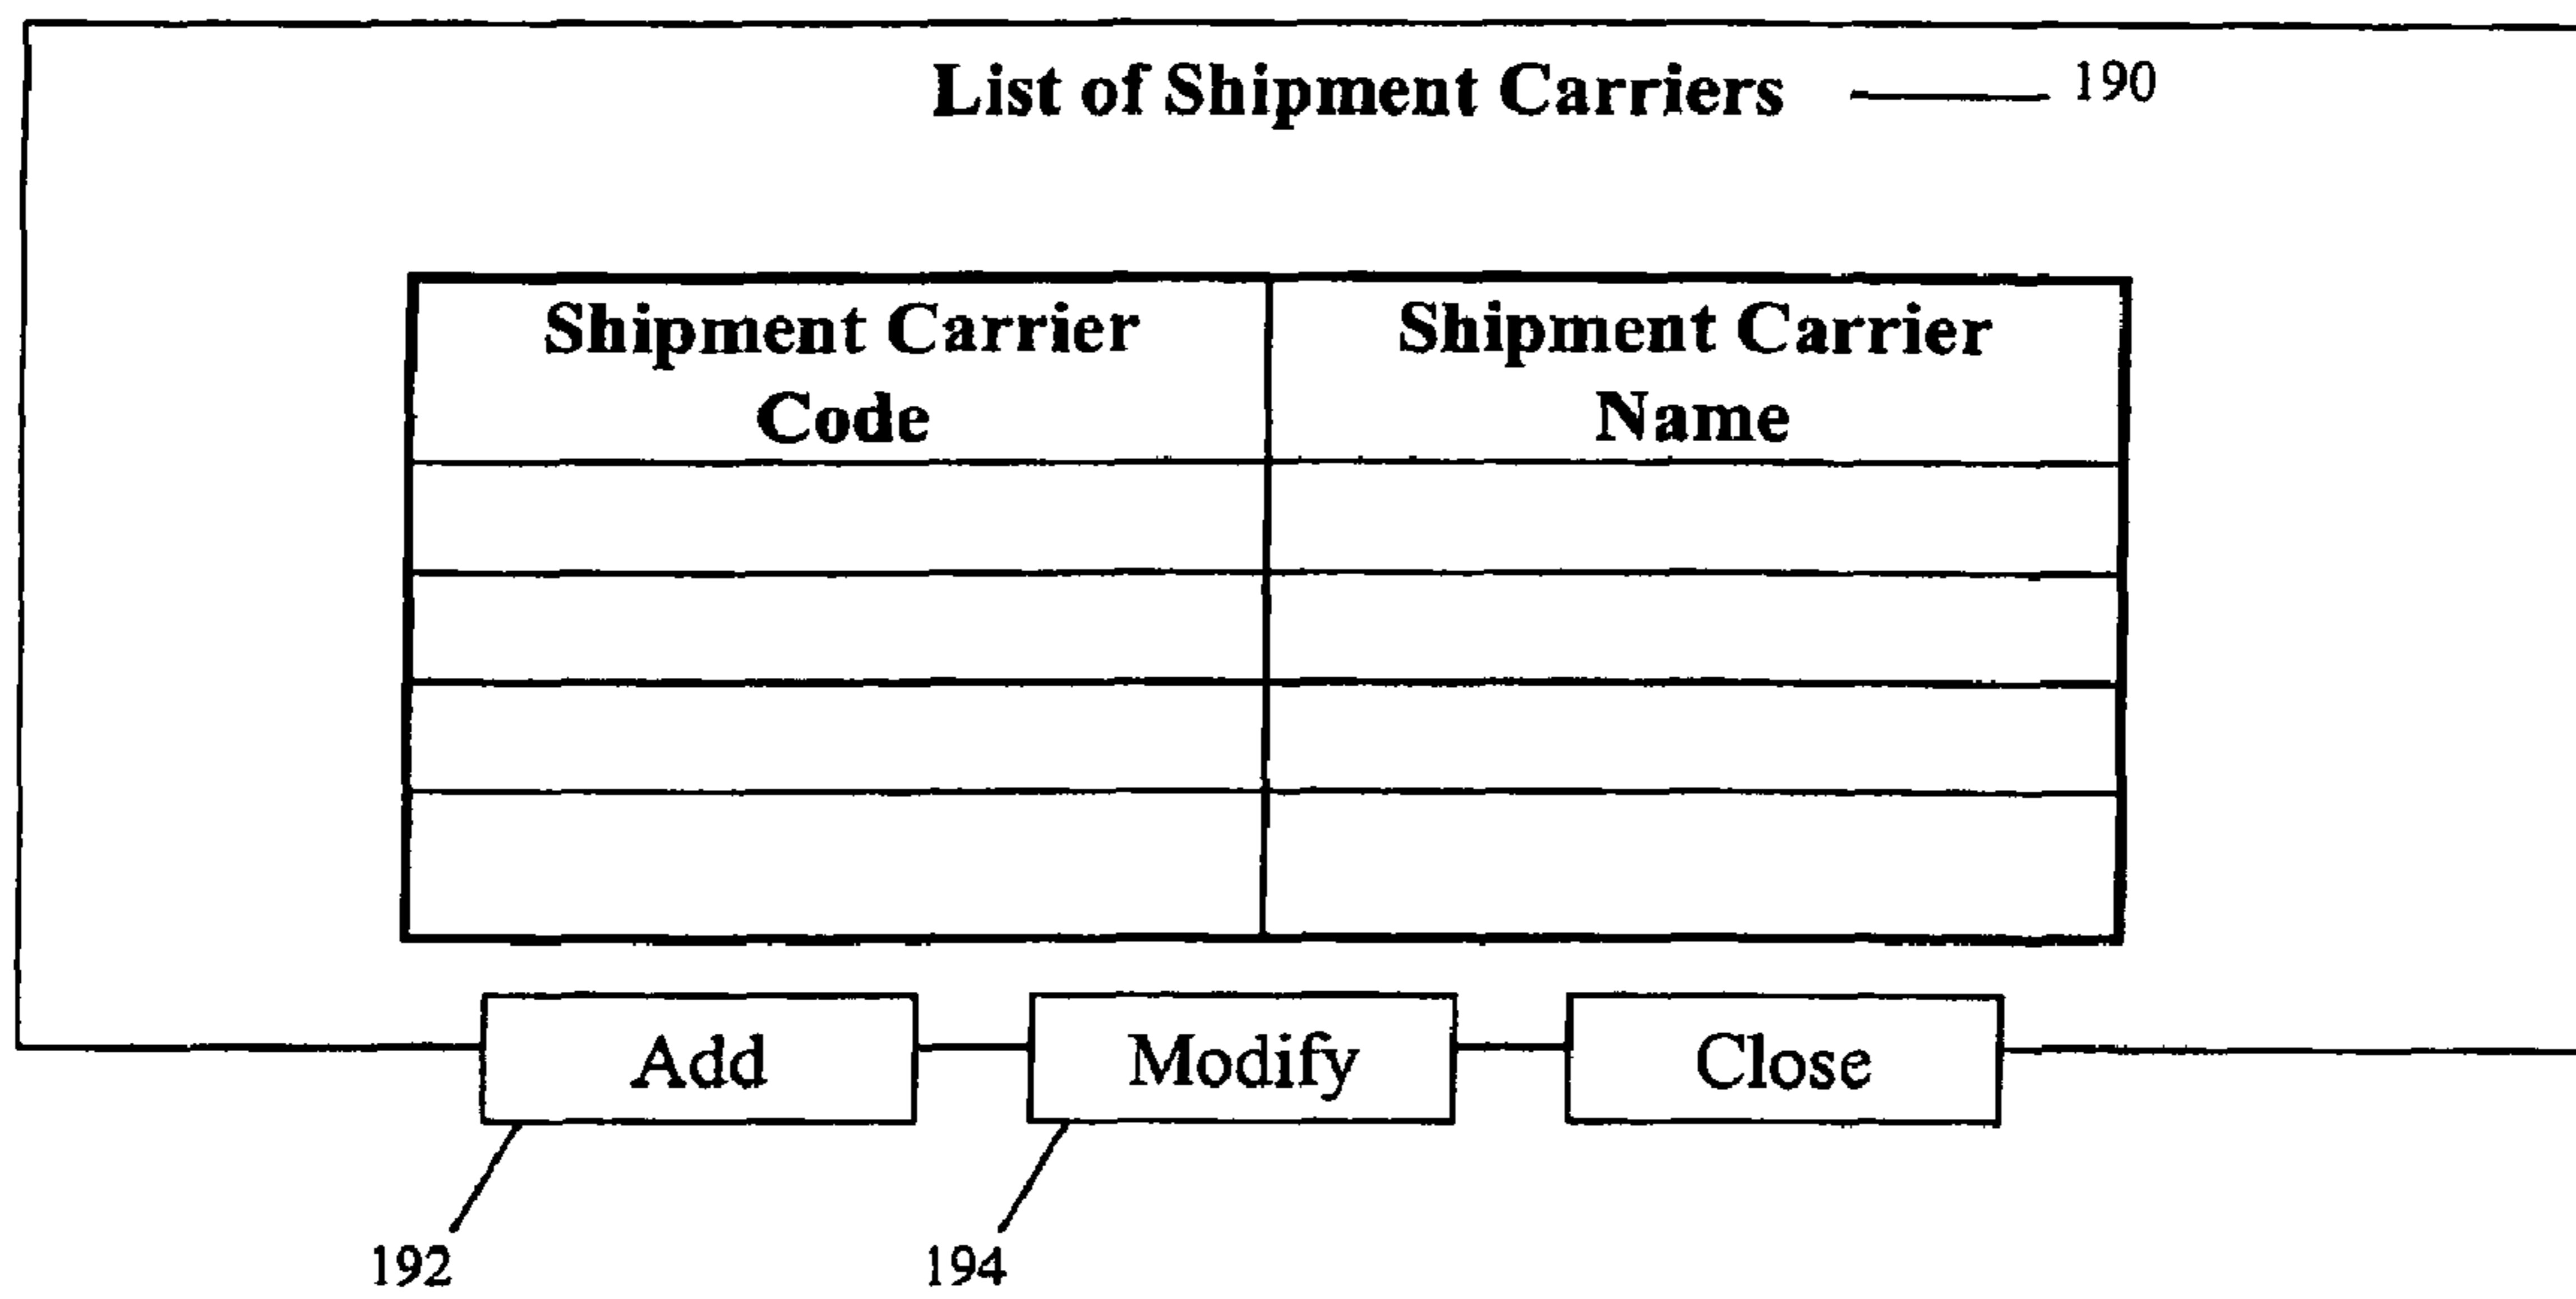 List of Shipment Carriers 190
Shipment Carrier Code
Shipment Carrier Name
Add Modify Close
192 194